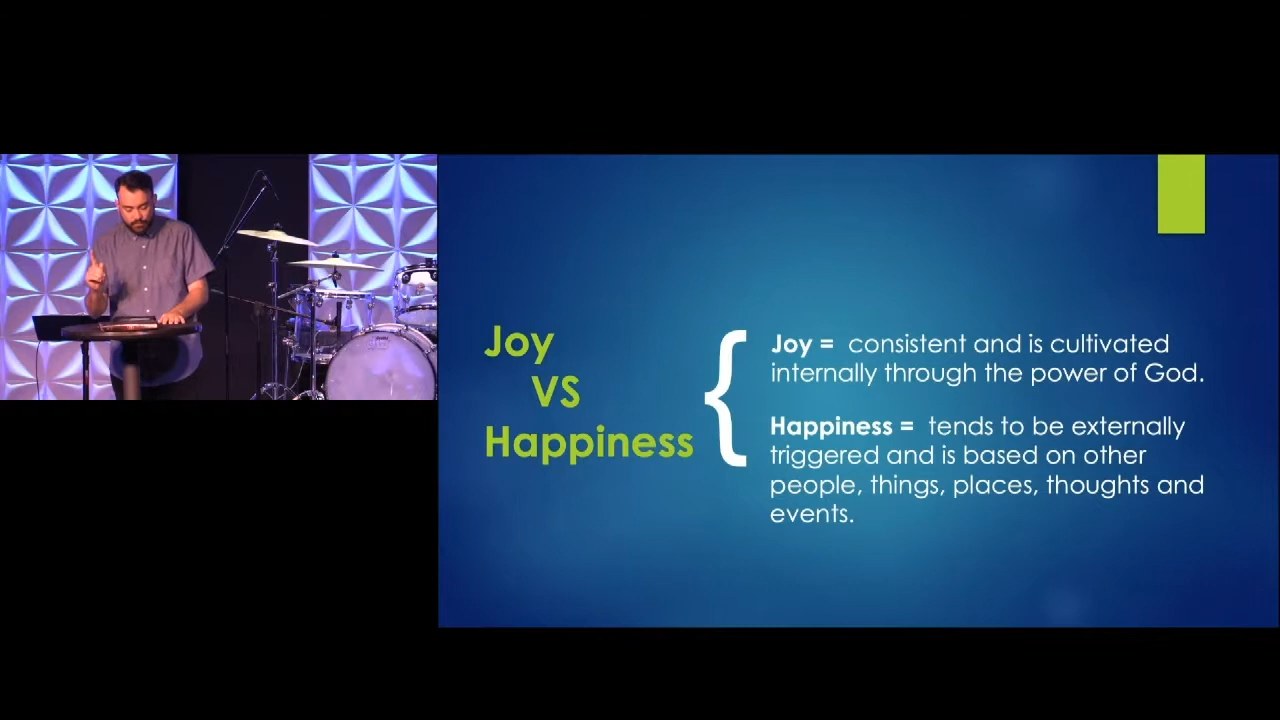 Joy
VS
Happiness
Joy = consistent and is cultivated
internally through the power of God.
Happiness = tends to be externally
triggered and is based on other
people, things, places, thoughts and
events.